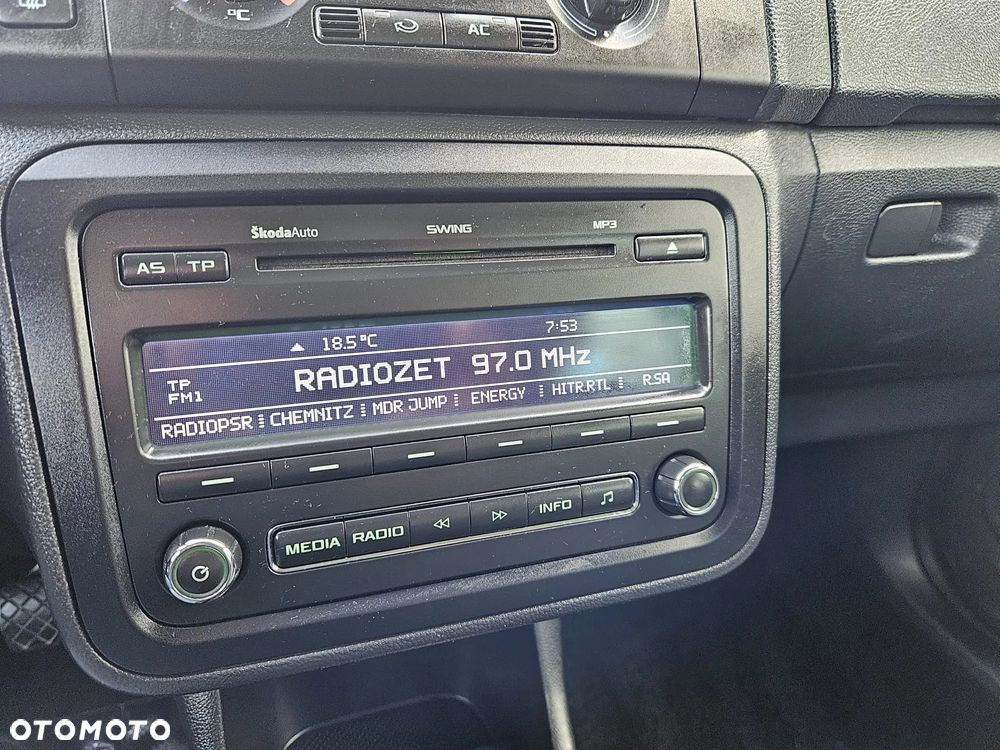 °C
AC
ŠkodaAuto SWING MP3
AS TP
18.5°C 7:53
TP
FM1
RADIOZET 97.0 MHz
RADIOPSR CHEMNITZ MDR JUMP ENERGY HITR.RTL R.SA
MEDIA RADIO INFO
OTOMOTO